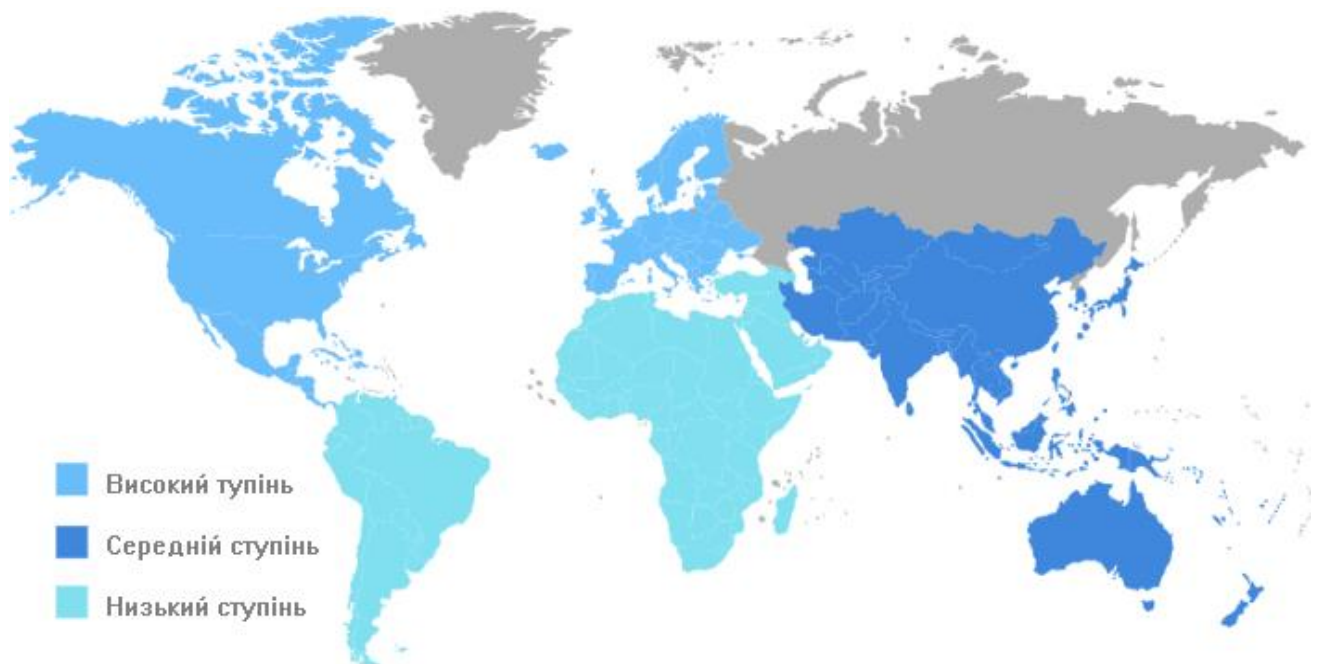 Високий тупінь
Середній ступінь
Низький ступінь